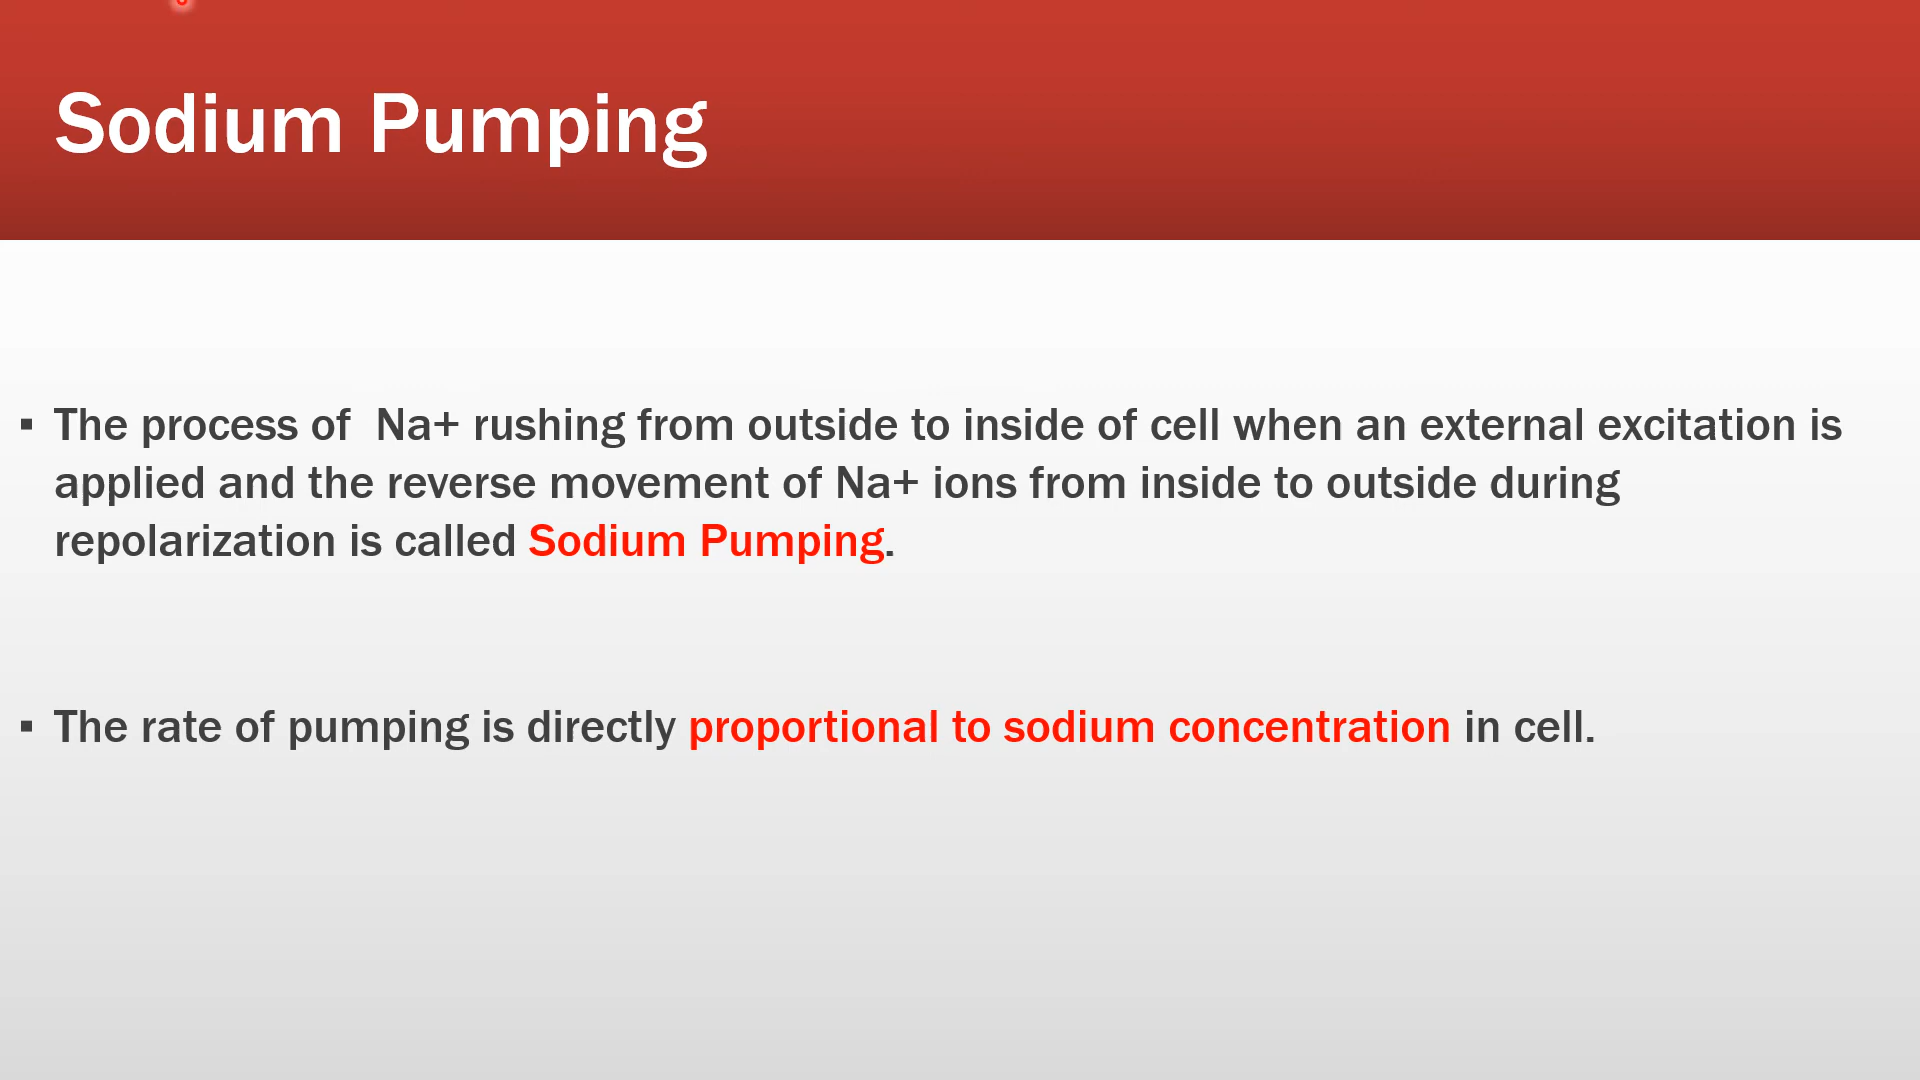 Sodium Pumping
▪ The process of  Na+ rushing from outside to inside of cell when an external excitation is
applied and the reverse movement of Na+ ions from inside to outside during
repolarization is called Sodium Pumping.
▪ The rate of pumping is directly proportional to sodium concentration in cell.